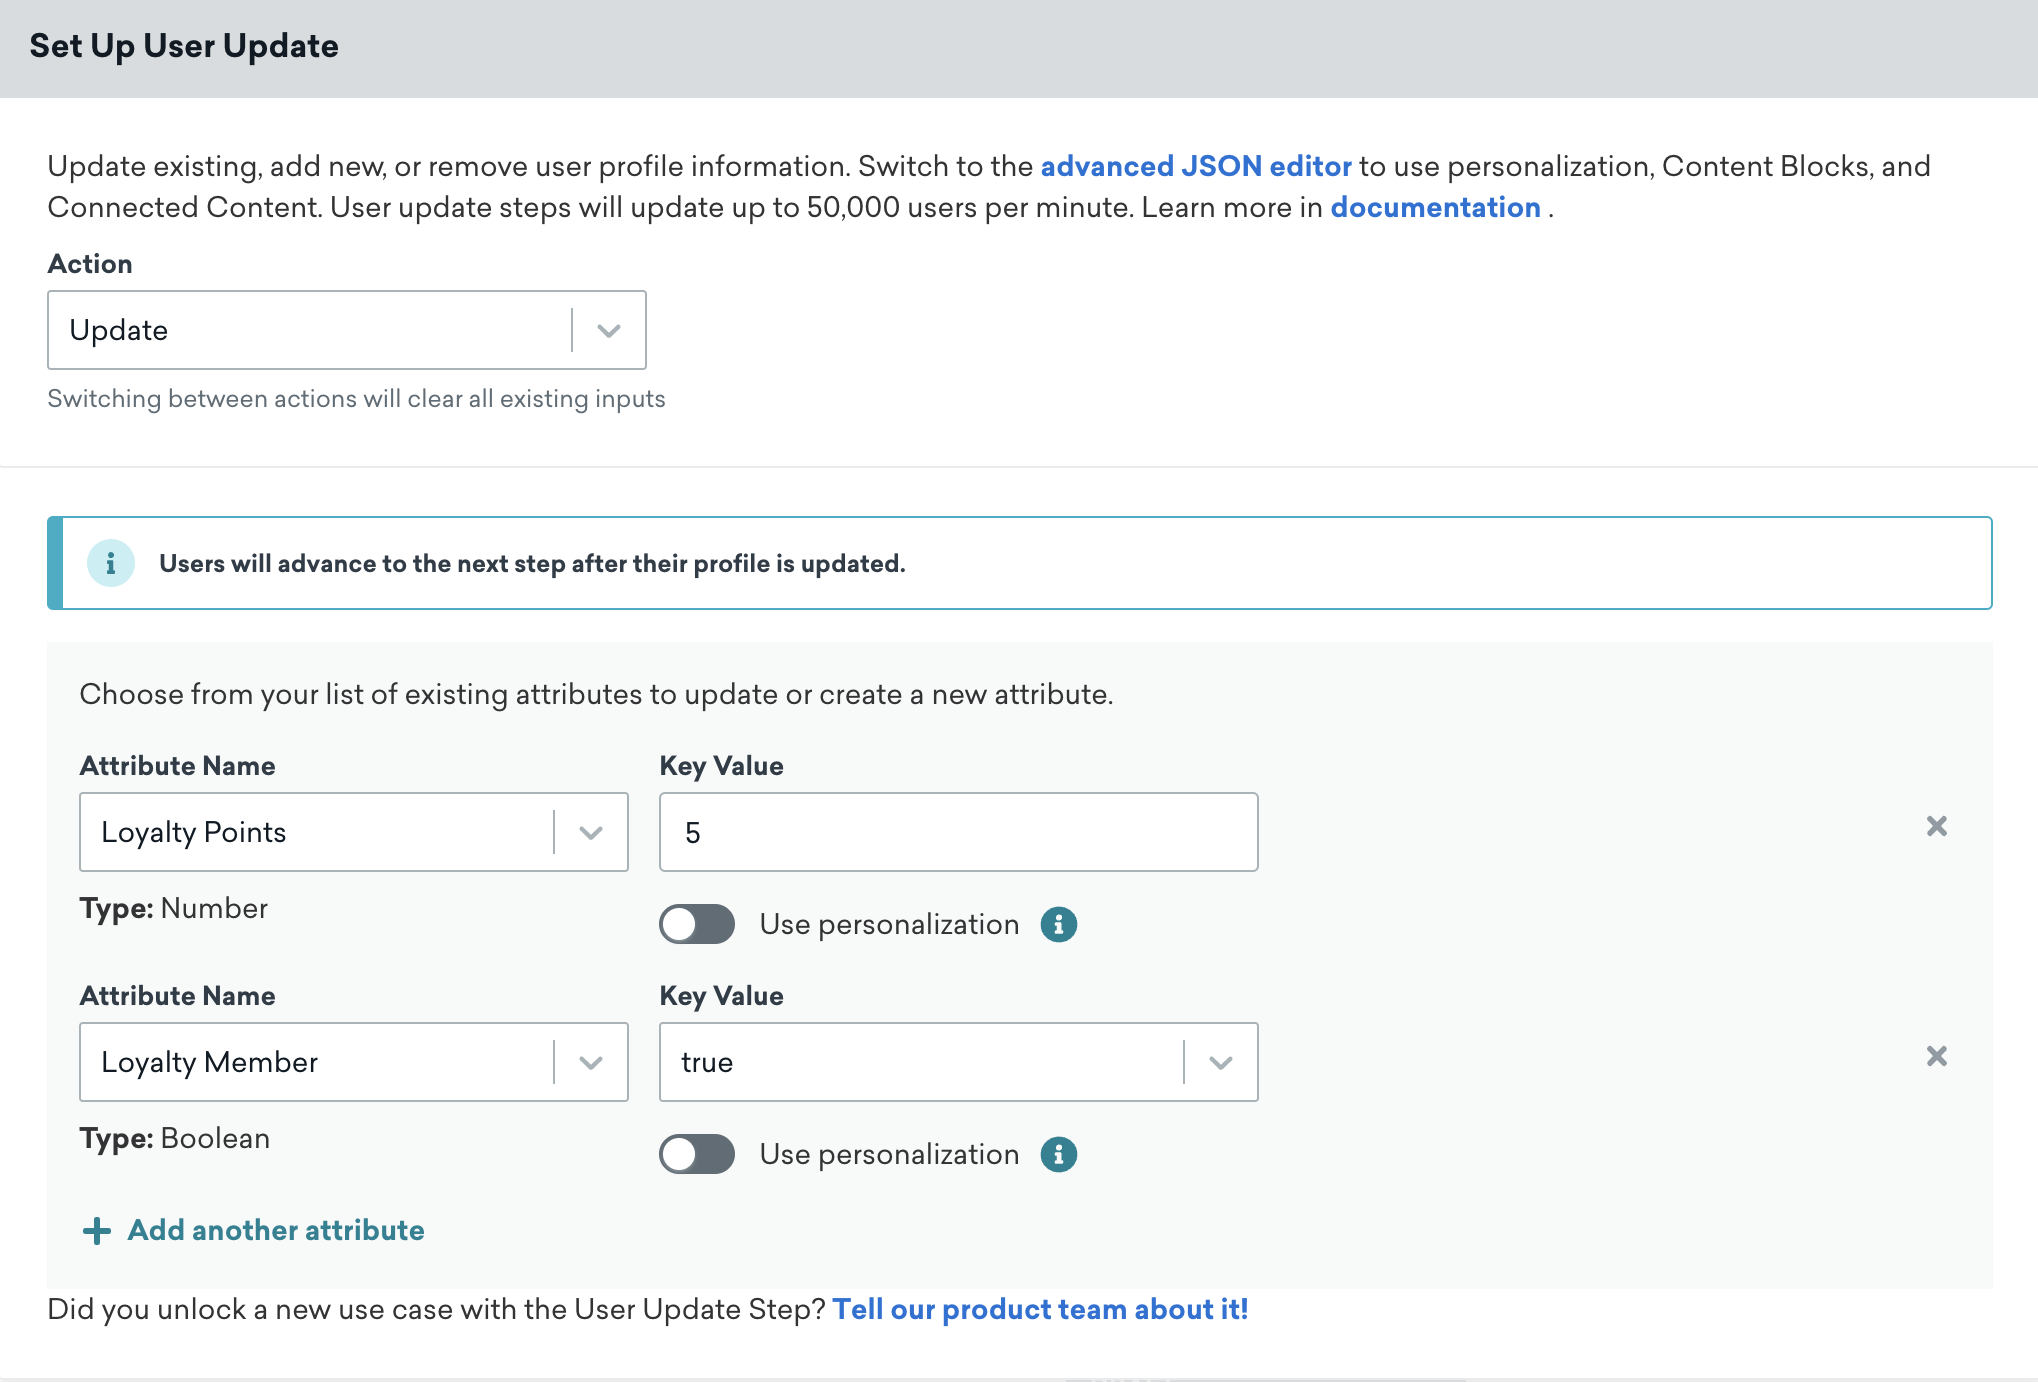 Set Up User Update
Update existing, add new, or remove user profile information. Switch to the advanced JSON editor to use personalization, Content Blocks, and
Connected Content. User update steps will update up to 50,000 users per minute. Learn more in documentation .
Action
Update
Switching between actions will clear all existing inputs
Users will advance to the next step after their profile is updated.
Choose from your list of existing attributes to update or create a new attribute.
Attribute Name Key Value
Loyalty Points 5
Type: Number
Use personalization
Attribute Name Key Value
Loyalty Member true
Type: Boolean
Use personalization
Add another attribute
Did you unlock a new use case with the User Update Step? Tell our product team about it!